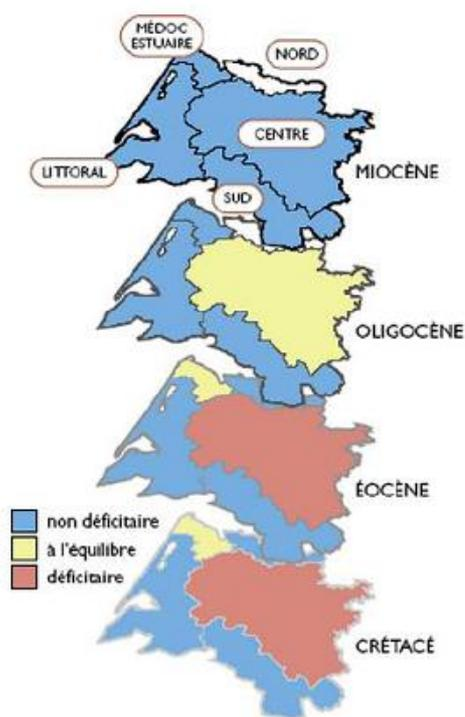 MÉDOC
ESTUAIRE
NORD
CENTRE
LITTORAL
MIOCÈNE
SUD
OLIGOCÈNE
ÉOCÈNE
non déficitaire
à l'équilibre
déficitaire
CRÉTACÉ